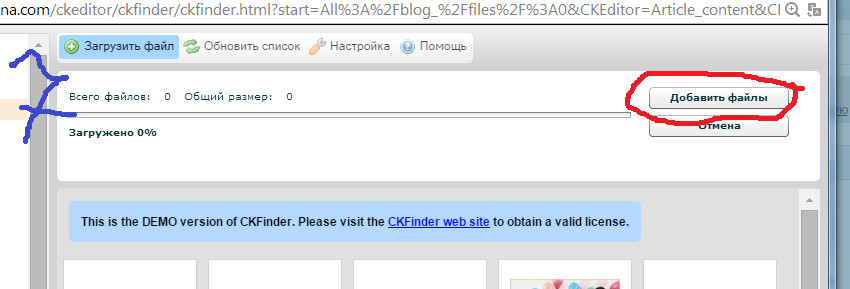 na.com/ckeditor/ckfinder/ckfinder.html?start=All%3A%2Fblog_%2Ffiles%2F%3A0&CKEditor=Article_content&CI
Загрузить файл Обновить список Настройка Помощь
Всего файлов: 0 Общий размер: 0 Добавить файлы
Загружено 0% Отмена
This is the DEMO version of CKFinder. Please visit the CKFinder web site to obtain a valid license.